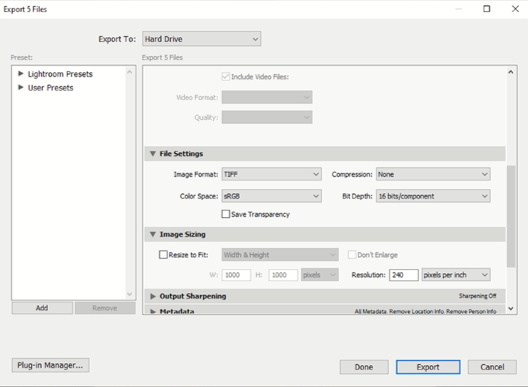 Export 5 Files
Export To: Hard Drive
Preset:
Export 5 Files
Lightroom Presets
User Presets
Add Remove
Include Video Files:
Video Format:
Quality:
File Settings
Image Format: TIFF Compression: None
Color Space: sRGB Bit Depth: 16 bits/component
Save Transparency
Image Sizing
Resize to Fit: Width & Height Don't Enlarge
W: 1000 H: 1000 pixels Resolution: 240 pixels per inch
Output Sharpening Sharpening Off
Metadata All Metadata, Remove Location Info, Remove Person Info
Plug-in Manager... Done Export Cancel